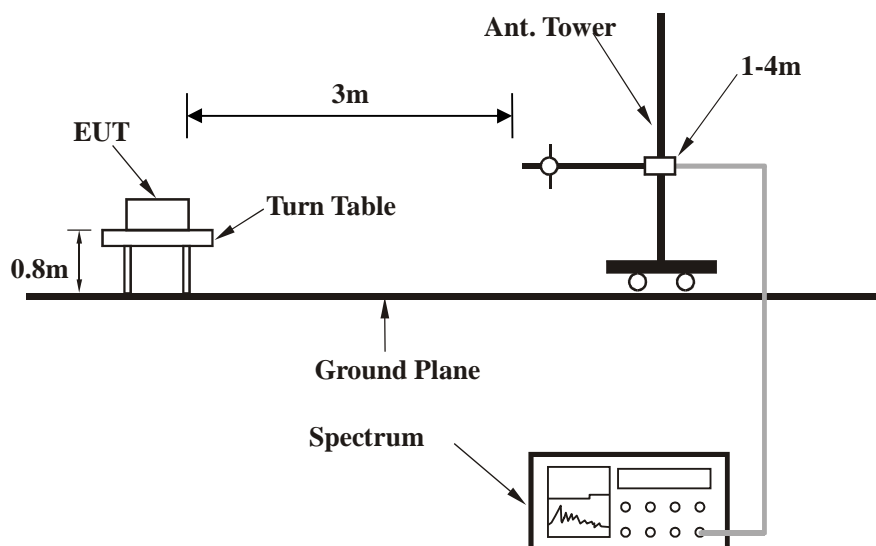 Ant. Tower
1-4m
3m
EUT
Turn Table
0.8m
Ground Plane
Spectrum